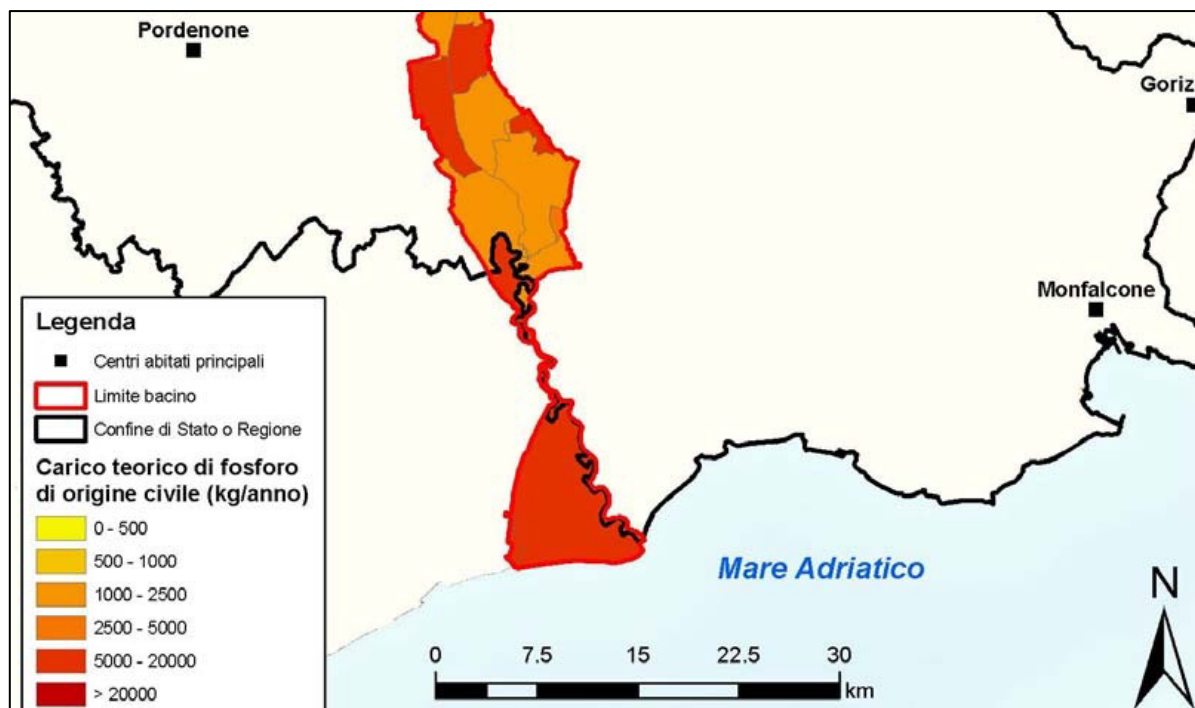 Pordenone
Goriz
Monfalcone
Legenda
Centri abitati principali
Limite bacino
Confine di Stato o Regione
Carico teorico di fosforo
di origine civile (kg/anno)
0 - 500
500 - 1000
1000 - 2500
2500 - 5000
5000 - 20000
> 20000
Mare Adriatico
0 7.5 15 22.5 30
km
N